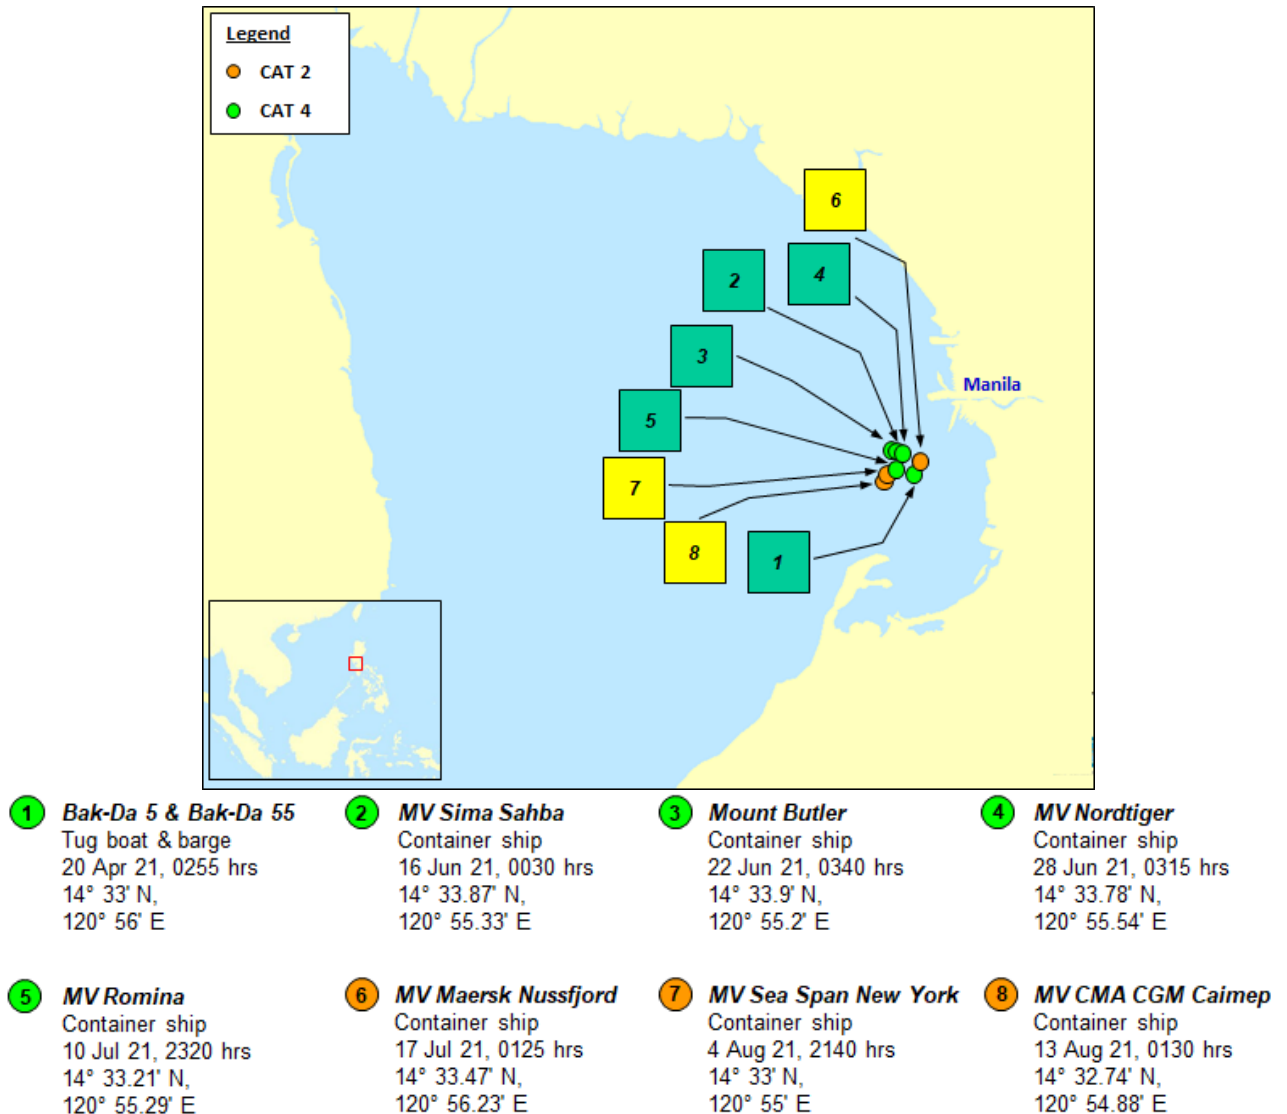 Legend
CAT 2
CAT 4
6
2
4
3
5
7
8
1
Manila
1
Bak-Da 5 & Bak-Da 55
Tug boat & barge
20 Apr 21, 0255 hrs
14° 33' N,
120° 56' E
2
MV Sima Sahba
Container ship
16 Jun 21, 0030 hrs
14° 33.87' N,
120° 55.33' E
3
Mount Butler
Container ship
22 Jun 21, 0340 hrs
14° 33.9' N,
120° 55.2' E
4
MV Nordtiger
Container ship
28 Jun 21, 0315 hrs
14° 33.78' N,
120° 55.54' E
5
MV Romina
Container ship
10 Jul 21, 2320 hrs
14° 33.21' N,
120° 55.29' E
6
MV Maersk Nussfjord
Container ship
17 Jul 21, 0125 hrs
14° 33.47' N,
120° 56.23' E
7
MV Sea Span New York
Container ship
4 Aug 21, 2140 hrs
14° 33' N,
120° 55' E
8
MV CMA CGM Caimep
Container ship
13 Aug 21, 0130 hrs
14° 32.74' N,
120° 54.88' E